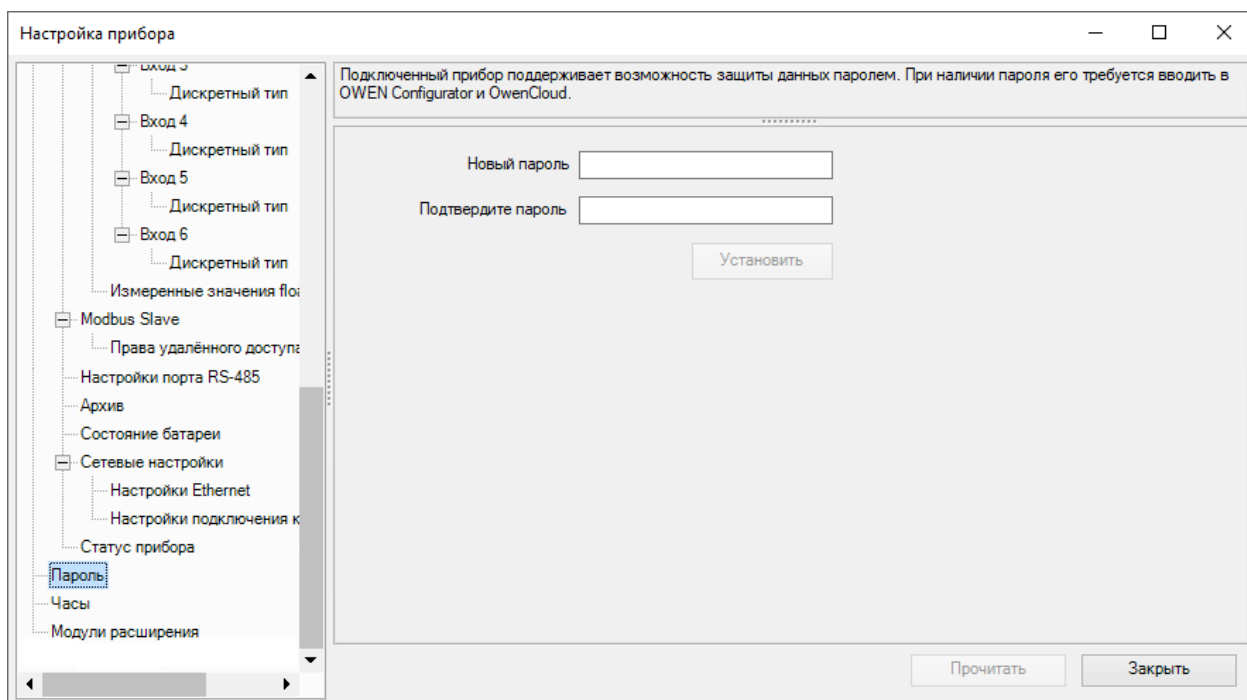 Настройка прибора
Вход 5
Дискретный тип
Вход 4
Дискретный тип
Вход 5
Дискретный тип
Вход 6
Дискретный тип
Измеренные значения floa
Modbus Slave
Права удалённого доступа
Настройки порта RS-485
Архив
Состояние батареи
Сетевые настройки
Настройки Ethernet
Настройки подключения к
Статус прибора
Пароль
Часы
Модули расширения
Подключенный прибор поддерживает возможность защиты данных паролем. При наличии пароля его требуется вводить в
OWEN Configurator и OwenCloud.
Новый пароль
Подтвердите пароль
Установить
Прочитать
Закрыть